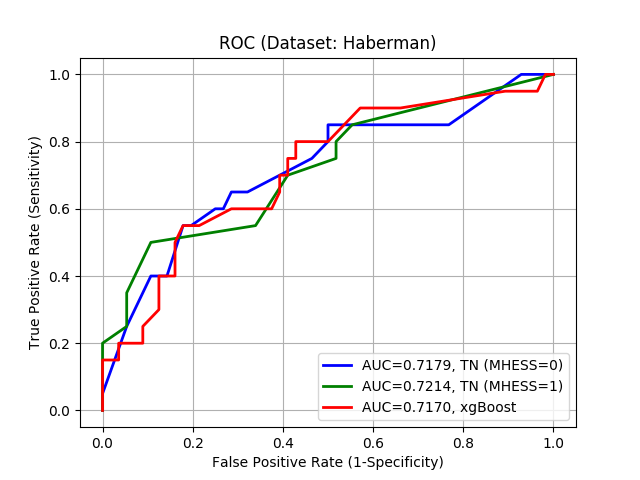 ROC (Dataset: Haberman)
True Positive Rate (Sensitivity)
1.0
0.8
0.6
0.4
0.2
0.0
AUC=0.7179, TN (MHESS=0)
AUC=0.7214, TN (MHESS=1)
AUC=0.7170, xgBoost
0.0 0.2 0.4 0.6 0.8 1.0
False Positive Rate (1-Specificity)